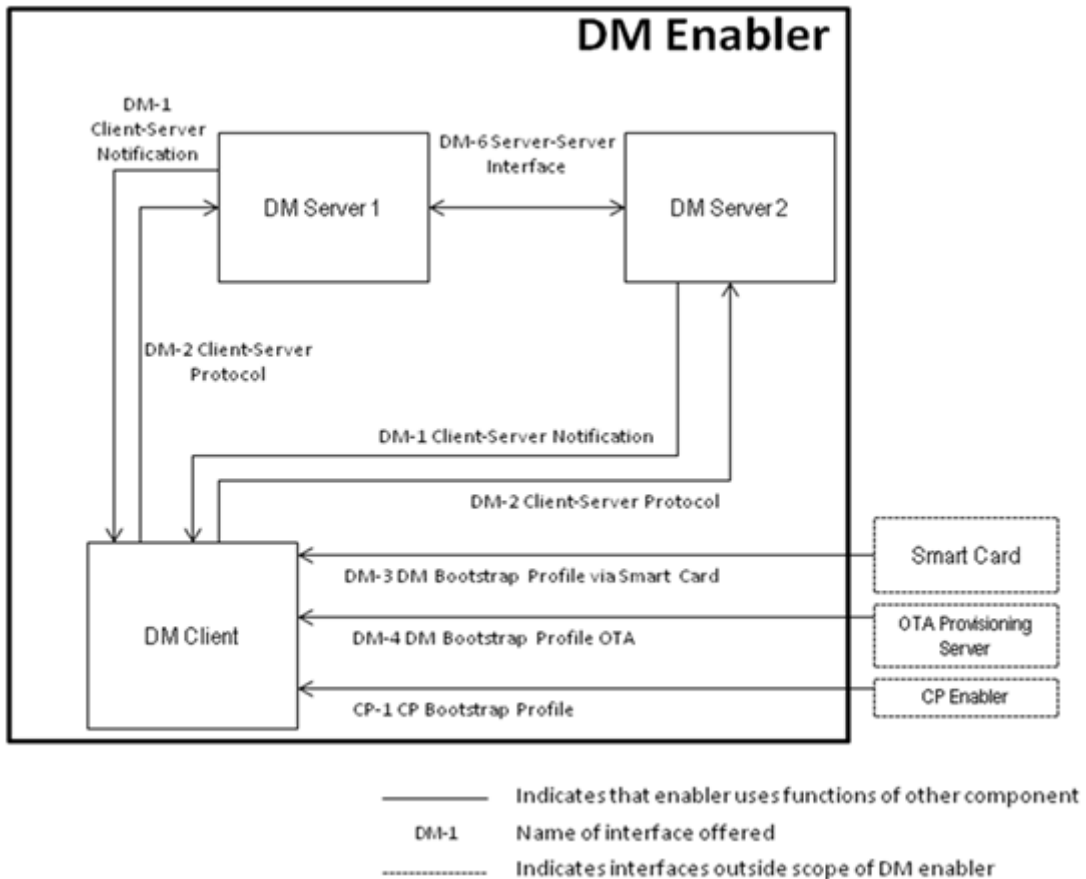 DM Enabler
DM-1
Client-Server
Notification
DM-6 Server-Server
Interface
DM Server 1
DM Server 2
DM-2 Client-Server
Protocol
DM-1 Client-Server Notification
DM-2 Client-Server Protocol
Smart Card
DM-3 DM Bootstrap Profile via Smart Card
DM Client
OTA Provisioning
Server
DM-4 DM Bootstrap Profile OTA
CP Enabler
CP-1 CP Bootstrap Profile
Indicates that enabler uses functions of other component
DM-1 Name of interface offered
Indicates interfaces outside scope of DM enabler